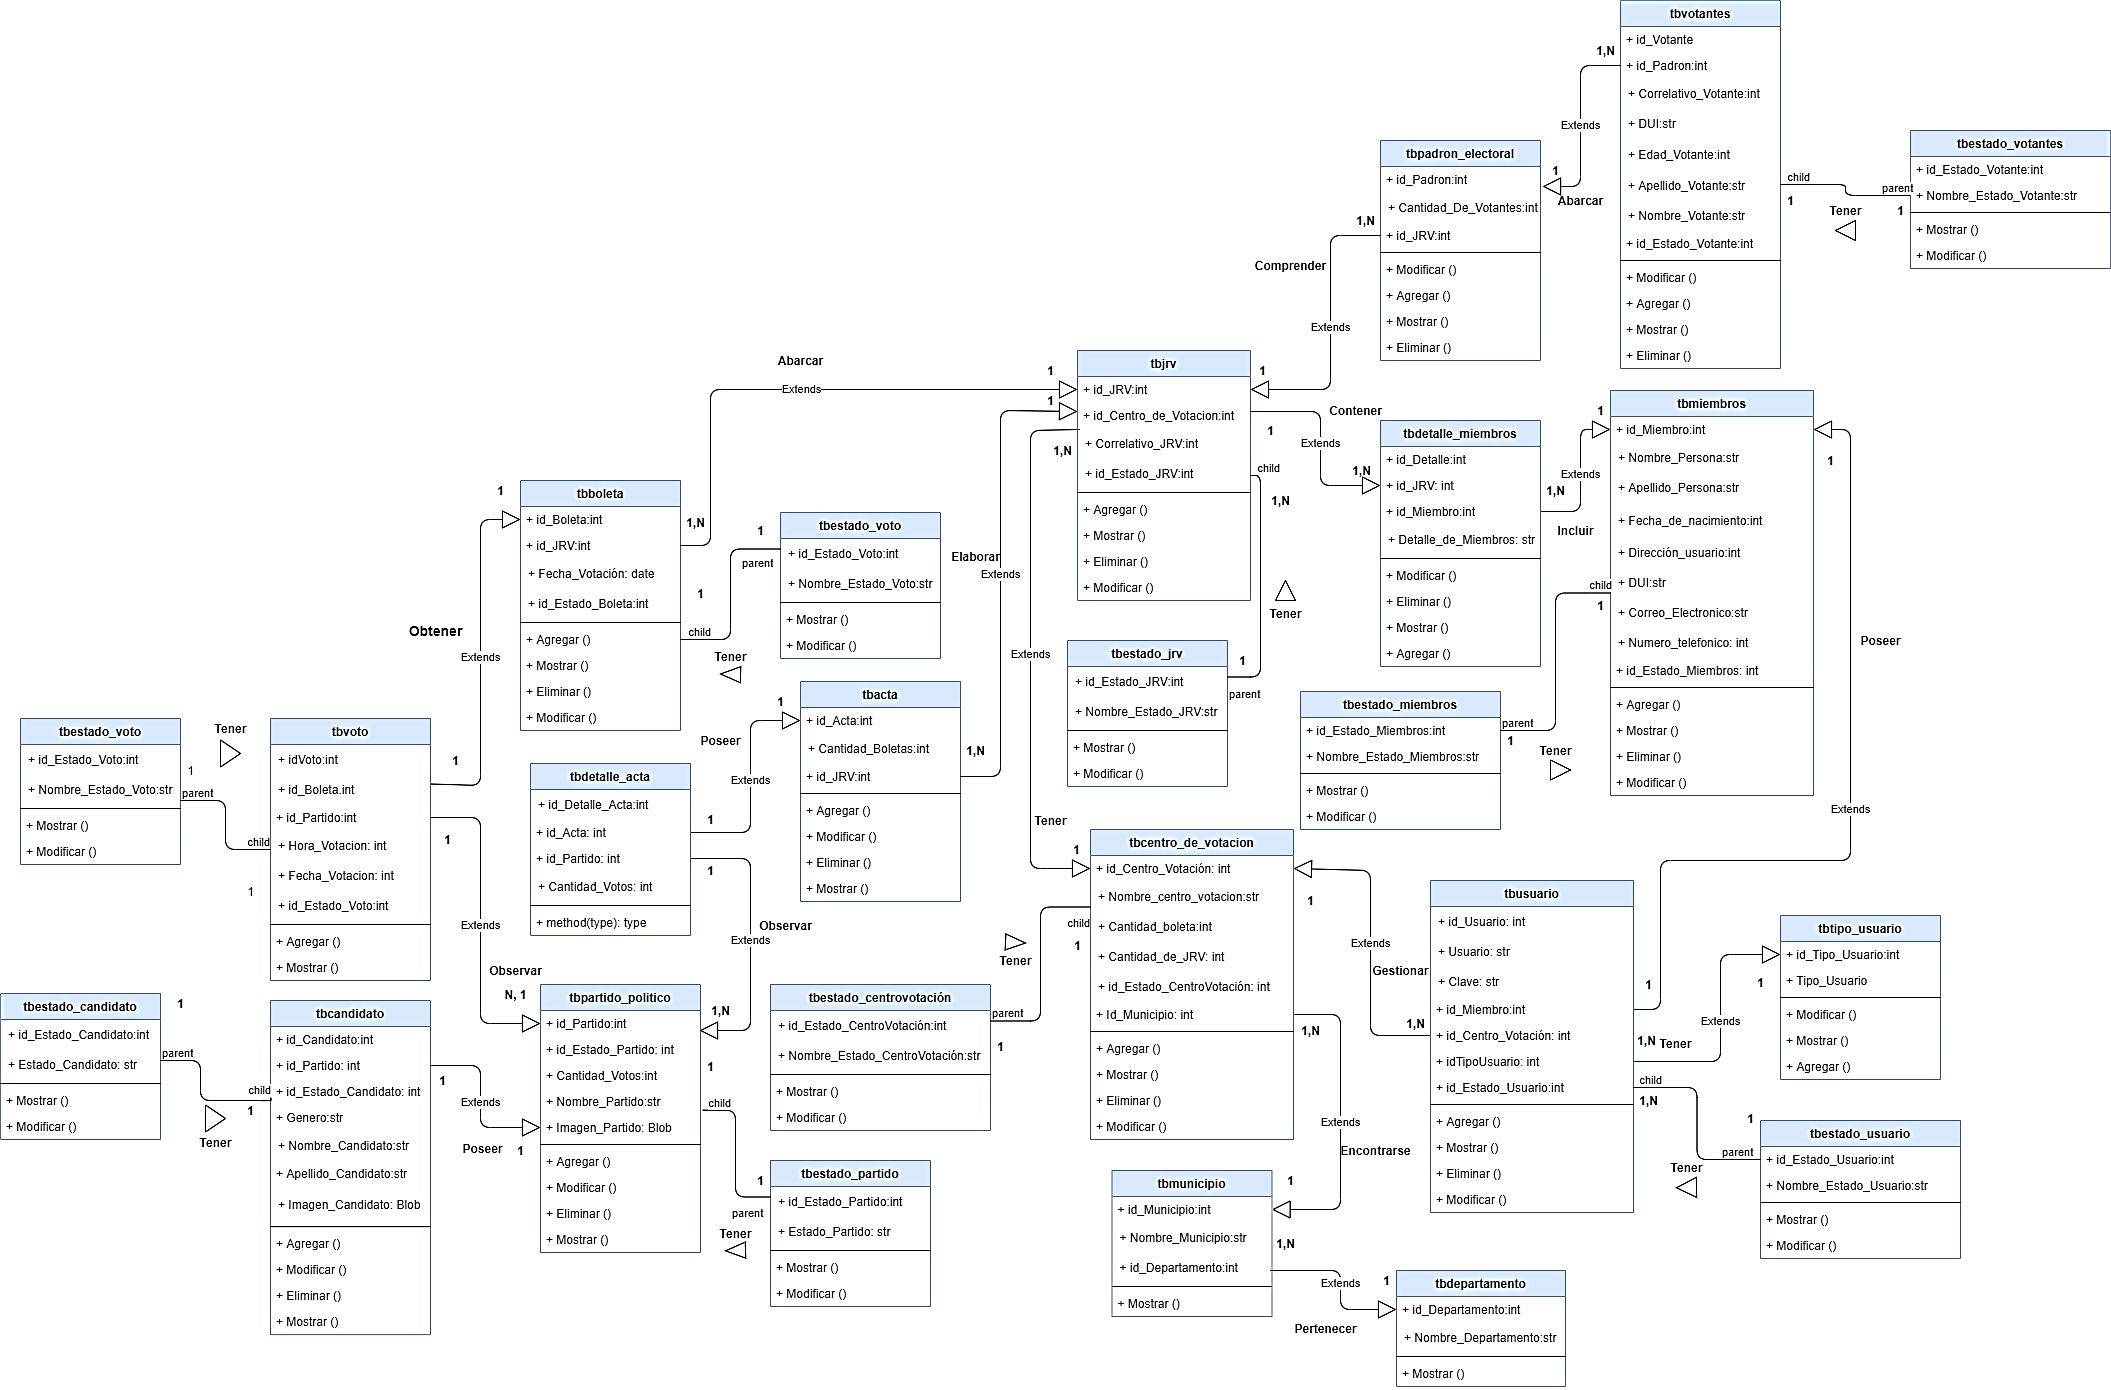 tbvotantes
+ id_Votante
+ id_Padron:int
+ Correlativo_Votante:int
+ DUI:str
+ Edad_Votante:int
+ Apellido_Votante:str
+ Nombre_Votante:str
+ id_Estado_Votante:int
+ Modificar ()
+ Agregar ()
+ Mostrar ()
+ Eliminar ()
1,N
Extends
1
Abarcar
child
1
Tener
parent
1
tbestado_votantes
+ id_Estado_Votante:int
+ Nombre_Estado_Votante:str
+ Mostrar ()
+ Modificar ()
tbpadron_electoral
+ id_Padron:int
+ Cantidad_De_Votantes:int
+ id_JRV:int
+ Modificar ()
+ Agregar ()
+ Mostrar ()
+ Eliminar ()
1,N
Comprender
Extends
1
Abarcar
Extends
1
1
tbjrv
+ id_JRV:int
+ id_Centro_de_Votacion:int
+ Correlativo_JRV:int
+ id_Estado_JRV:int
+ Agregar ()
+ Mostrar ()
+ Eliminar ()
+ Modificar ()
1,N
Contener
1
Extends
1,N
child
1,N
Tener
tbdetalle_miembros
+ id_Detalle:int
+ id_JRV: int
+ id_Miembro:int
+ Detalle_de_Miembros: str
+ Modificar ()
+ Eliminar ()
+ Mostrar ()
+ Agregar ()
1
Extends
1,N
Incluir
tbmiembros
+ id_Miembro:int
+ Nombre_Persona:str
+ Apellido_Persona:str
+ Fecha_de_nacimiento:int
+ Dirección_usuario:int
+ DUI:str
+ Correo_Electronico:str
+ Numero_telefonico: int
+ id_Estado_Miembros: int
+ Agregar ()
+ Mostrar ()
+ Eliminar ()
+ Modificar ()
child
1
1
Poseer
Extends
1
tbboleta
+ id_Boleta:int
+ id_JRV:int
+ Fecha_Votación: date
+ id_Estado_Boleta:int
+ Agregar ()
+ Mostrar ()
+ Eliminar ()
+ Modificar ()
1,N
1
child
Tener
1
parent
tbestado_voto
+ id_Estado_Voto:int
+ Nombre_Estado_Voto:str
+ Mostrar ()
+ Modificar ()
Elaborar
Extends
Obtener
Extends
1
tbestado_jrv
+ id_Estado_JRV:int
+ Nombre_Estado_JRV:str
+ Mostrar ()
+ Modificar ()
1
parent
Extends
Tener
1
tbestado_miembros
+ id_Estado_Miembros:int
+ Nombre_Estado_Miembros:str
+ Mostrar ()
+ Modificar ()
parent
1
Tener
tbacta
+ id_Acta:int
+ Cantidad_Boletas:int
+ id_JRV:int
+ Agregar ()
+ Modificar ()
+ Eliminar ()
+ Mostrar ()
1,N
1
Poseer
Extends
1
tbdetalle_acta
+ id_Detalle_Acta:int
+ id_Acta: int
+ id_Partido: int
+ Cantidad_Votos: int
+ method(type): type
1
Observar
Extends
1,N
tbestado_voto
+ id_Estado_Voto:int
+ Nombre_Estado_Voto:str
+ Mostrar ()
+ Modificar ()
Tener
1
parent
child
1
tbvoto
+ idVoto:int
+ id_Boleta.int
+ id_Partido:int
+ Hora_Votacion: int
+ Fecha_Votacion: int
+ id_Estado_Voto:int
+ Agregar ()
+ Mostrar ()
1
Extends
Observar
N, 1
tbcentro_de_votacion
+ id_Centro_Votación: int
+ Nombre_centro_votacion:str
+ Cantidad_boleta:int
+ Cantidad_de_JRV: int
+ id_Estado_CentroVotación: int
+ Id_Municipio: int
+ Agregar ()
+ Mostrar ()
+ Eliminar ()
+ Modificar ()
child
1
Tener
1
Extends
Gestionar
1,N
tbusuario
+ id_Usuario: int
+ Usuario: str
+ Clave: str
+ id_Miembro:int
+ id_Centro_Votación: int
+ idTipoUsuario: int
+ id_Estado_Usuario:int
+ Agregar ()
+ Mostrar ()
+ Eliminar ()
+ Modificar ()
1
1,N
Tener
Extends
1
tbtipo_usuario
+ id_Tipo_Usuario:int
+ Tipo_Usuario
+ Modificar ()
+ Mostrar ()
+ Agregar ()
child
1,N
1
parent
Tener
tbestado_usuario
+ id_Estado_Usuario:int
+ Nombre_Estado_Usuario:str
+ Mostrar ()
+ Modificar ()
tbestado_candidato
+ id_Estado_Candidato:int
+ Estado_Candidato: str
+ Mostrar ()
+ Modificar ()
1
parent
child
1
Tener
tbcandidato
+ id_Candidato:int
+ id_Partido: int
+ id_Estado_Candidato: int
+ Genero:str
+ Nombre_Candidato:str
+ Apellido_Candidato:str
+ Imagen_Candidato: Blob
+ Agregar ()
+ Modificar ()
+ Eliminar ()
+ Mostrar ()
1
Extends
Poseer
1
tbpartido_politico
+ id_Partido:int
+ id_Estado_Partido: int
+ Cantidad_Votos:int
+ Nombre_Partido:str
+ Imagen_Partido: Blob
+ Agregar ()
+ Modificar ()
+ Eliminar ()
+ Mostrar ()
1
child
1
parent
Tener
tbestado_centrovotación
+ id_Estado_CentroVotación:int
+ Nombre_Estado_CentroVotación:str
+ Mostrar ()
+ Modificar ()
parent
1
tbestado_partido
+ id_Estado_Partido:int
+ Estado_Partido: str
+ Mostrar ()
+ Modificar ()
1,N
Extends
Encontrarse
1
tbmunicipio
+ id_Municipio:int
+ Nombre_Municipio:str
+ id_Departamento:int
+ Mostrar ()
1,N
Extends
1
Pertenecer
tbdepartamento
+ id_Departamento:int
+ Nombre_Departamento:str
+ Mostrar ()